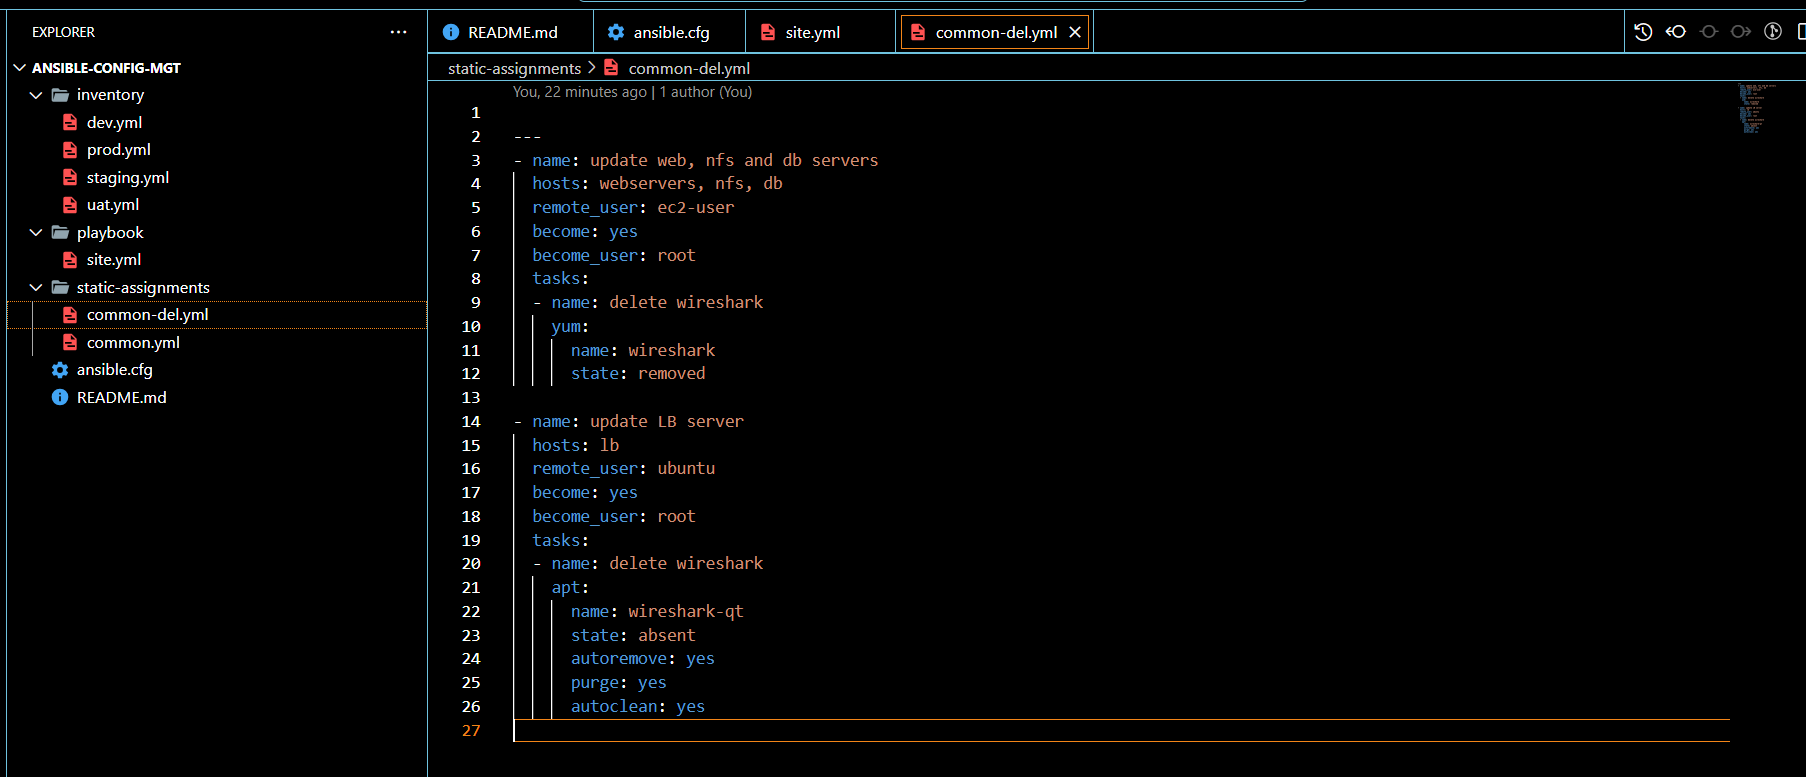 EXPLORER
ANSIBLE-CONFIG-MGT
inventory
dev.yml
prod.yml
staging.yml
uat.yml
playbook
site.yml
static-assignments
common-del.yml
common.yml
ansible.cfg
README.md
README.md
ansible.cfg
site.yml
common-del.yml
static-assignments > common-del.yml
You, 22 minutes ago | 1 author (You)
1
2 ---
3 - name: update web, nfs and db servers
4 hosts: webservers, nfs, db
5 remote_user: ec2-user
6 become: yes
7 become_user: root
8 tasks:
9 - name: delete wireshark
10 yum:
11 name: wireshark
12 state: removed
13
14 - name: update LB server
15 hosts: lb
16 remote_user: ubuntu
17 become: yes
18 become_user: root
19 tasks:
20 - name: delete wireshark
21 apt:
22 name: wireshark-qt
23 state: absent
24 autoremove: yes
25 purge: yes
26 autoclean: yes
27